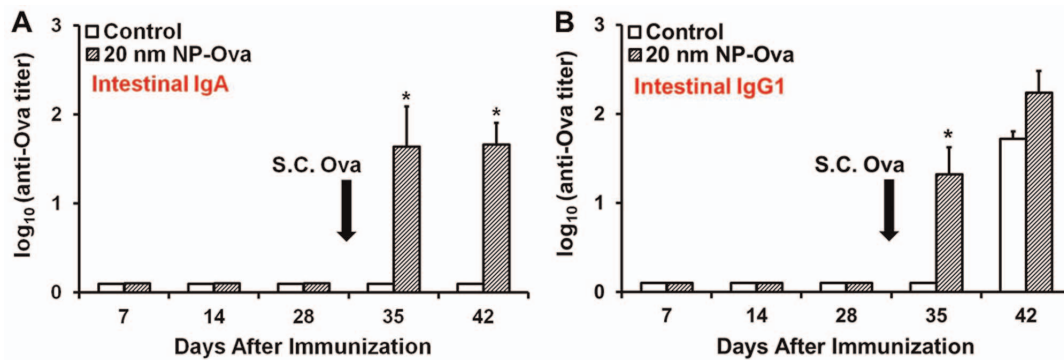 A
3
Control
20 nm NP-Ova
Intestinal IgA
2
*
*
S.C. Ova
1
0
log₁₀ (anti-Ova titer)
7 14 28 35 42
Days After Immunization
B
3
Control
20 nm NP-Ova
Intestinal IgG1
2
*
S.C. Ova
1
0
log₁₀ (anti-Ova titer)
7 14 28 35 42
Days After Immunization